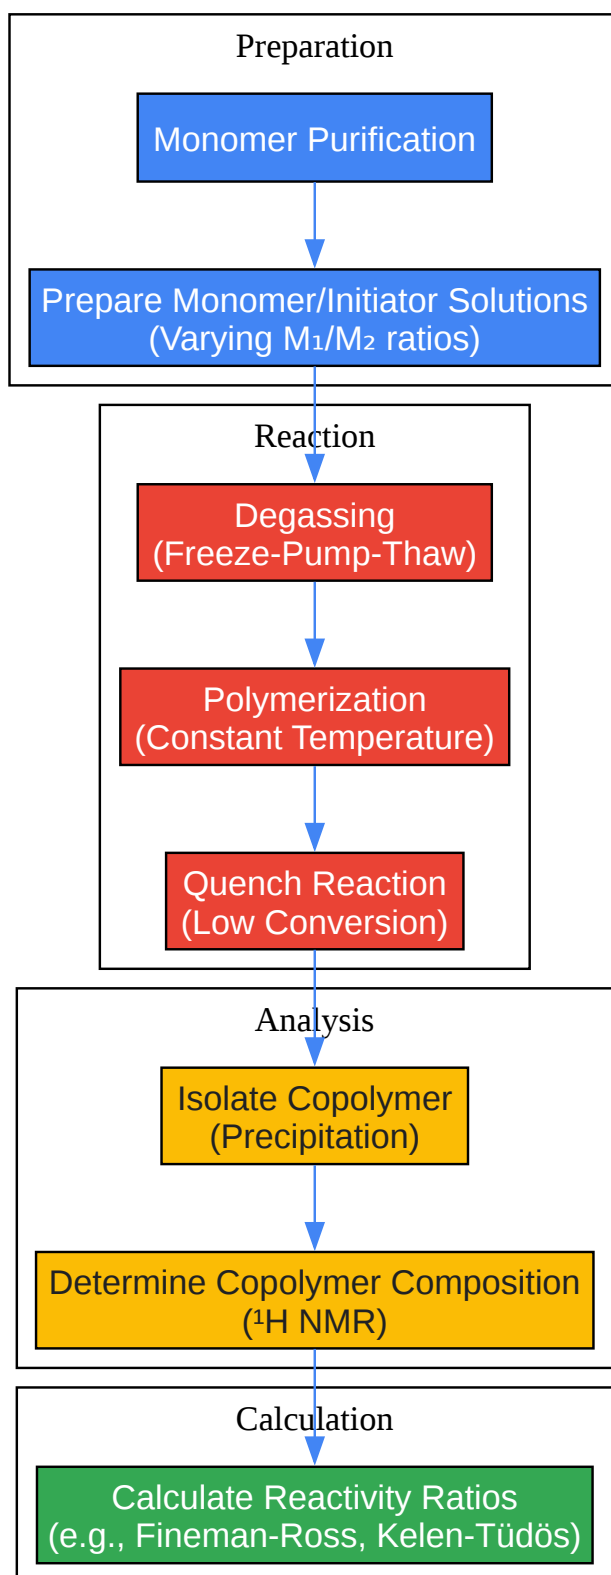 Preparation
Monomer Purification
Prepare Monomer/Initiator Solutions
(Varying M₁/M₂ ratios)
Reaction
Degassing
(Freeze-Pump-Thaw)
Polymerization
(Constant Temperature)
Quench Reaction
(Low Conversion)
Analysis
Isolate Copolymer
(Precipitation)
Determine Copolymer Composition
(¹H NMR)
Calculation
Calculate Reactivity Ratios
(e.g., Fineman-Ross, Kelen-Tüdös)